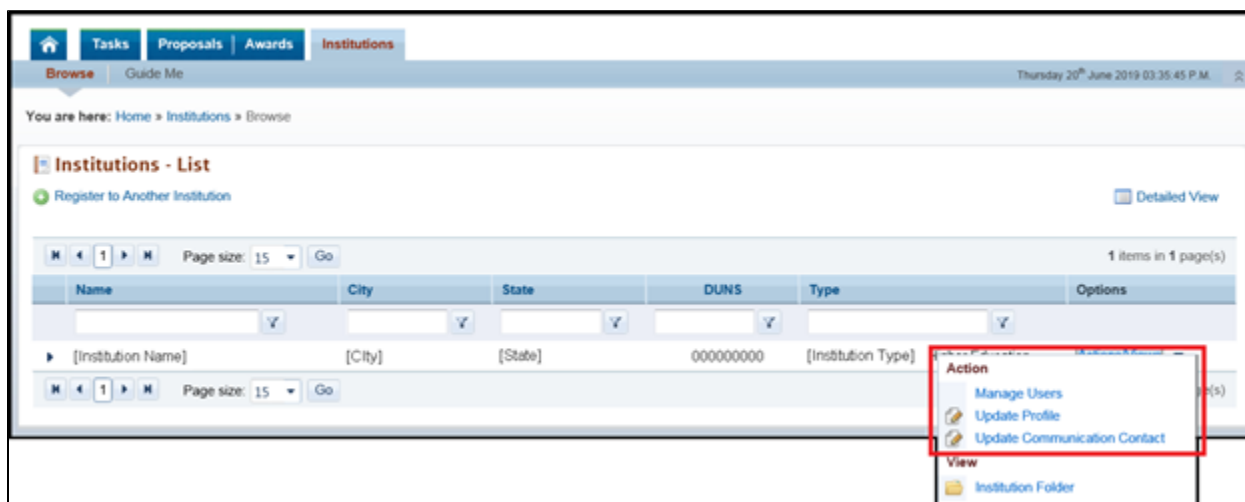 Tasks Proposals | Awards Institutions
Browse Guide Me Thursday 20th June 2019 03:35:45 P.M.
You are here: Home » Institutions » Browse
Institutions - List
Register to Another Institution Detailed View
1 Page size: 15 Go 1 items in 1 page(s)
Name City State DUNS Type Options
[Institution Name] [CIty] [State] 000000000 [Institution Type]
Action
1 Page size: 15 Go
Manage Users
Update Profile
Update Communication Contact
View
Institution Folder